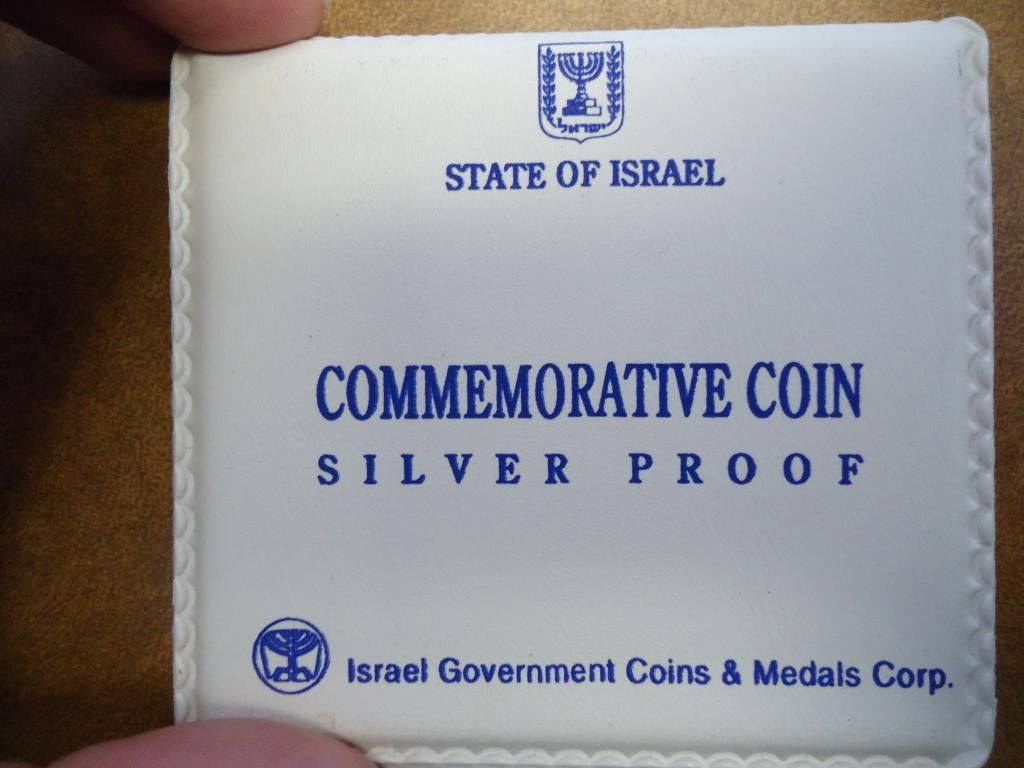 ישראל
STATE OF ISRAEL
COMMEMORATIVE COIN
SILVER PROOF
Israel Government Coins & Medals Corp.